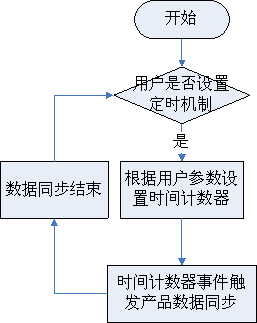 开始
用户是否设置
定时机制
是
根据用户参数设
置时间计数器
数据同步结束
时间计数器事件触
发产品数据同步